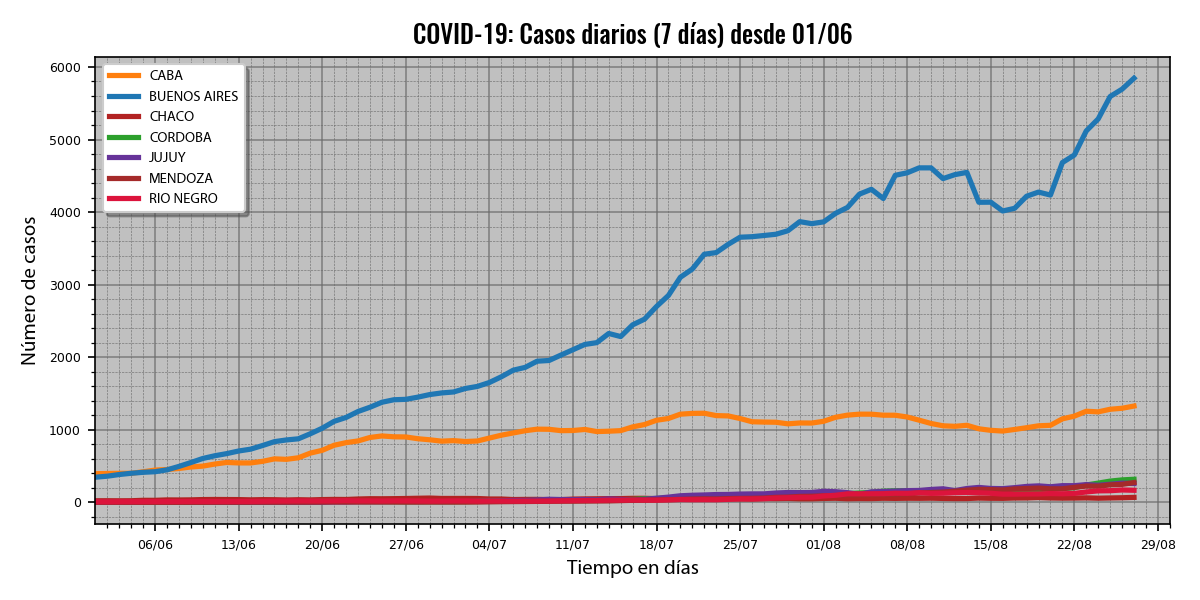 COVID-19: Casos diarios (7 días) desde 01/06
CABA
BUENOS AIRES
CHACO
CORDOBA
JUJUY
MENDOZA
RIO NEGRO
Número de casos
6000
5000
4000
3000
2000
1000
0
06/06 13/06 20/06 27/06 04/07 11/07 18/07 25/07 01/08 08/08 15/08 22/08 29/08
Tiempo en días